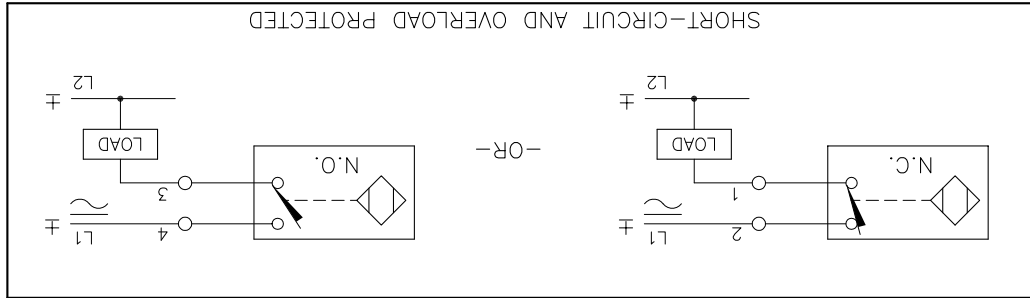 SHORT-CIRCUIT AND OVERLOAD PROTECTED
L2
±
LOAD
N.C.
1
2
L1
±
-OR-
L2
±
LOAD
N.O.
3
4
L1
±